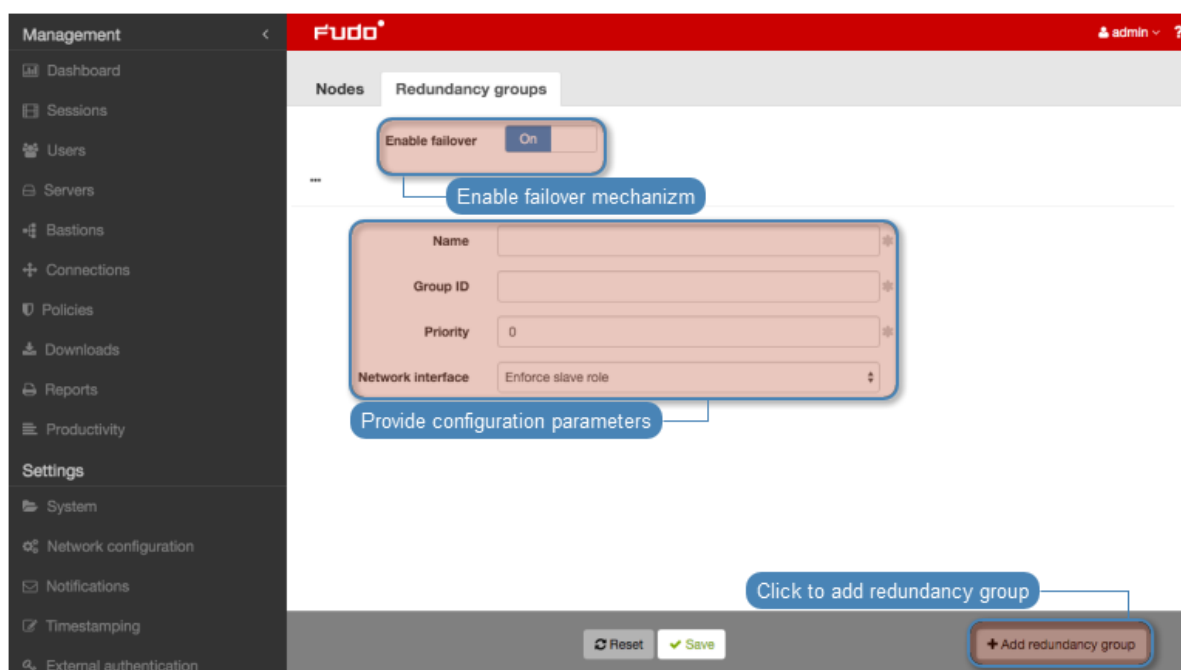 Management <
Fudo
admin ?
Dashboard
Sessions
Users
Servers
Bastions
Connections
Policies
Downloads
Reports
Productivity
Settings
System
Network configuration
Notifications
Timestamping
External authentication
Nodes Redundancy groups
Enable failover On
...
Enable failover mechanizm
Name
Group ID
Priority 0
Network interface Enforce slave role
Provide configuration parameters
Click to add redundancy group
Reset Save + Add redundancy group